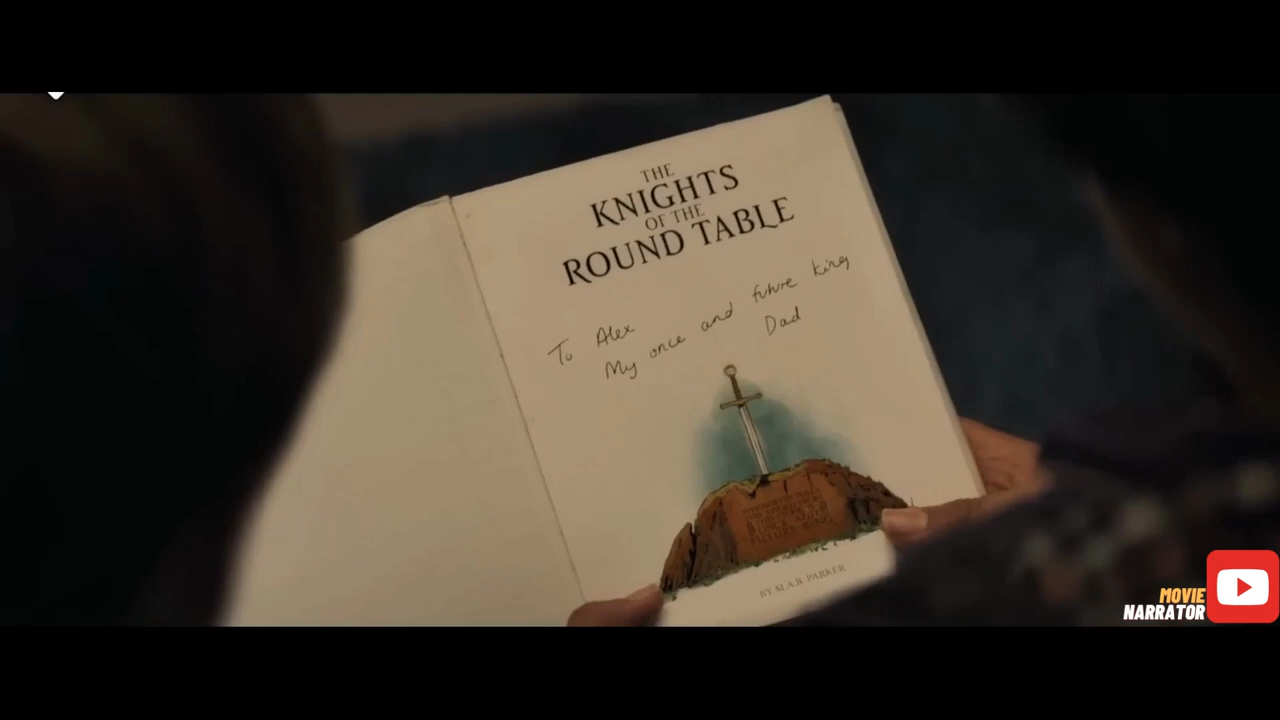 THE
KNIGHTS
OF THE
ROUND TABLE
To Alex
My once and future king
Dad
BY M.A.B. PARKER
MOVIE
NARRATOR